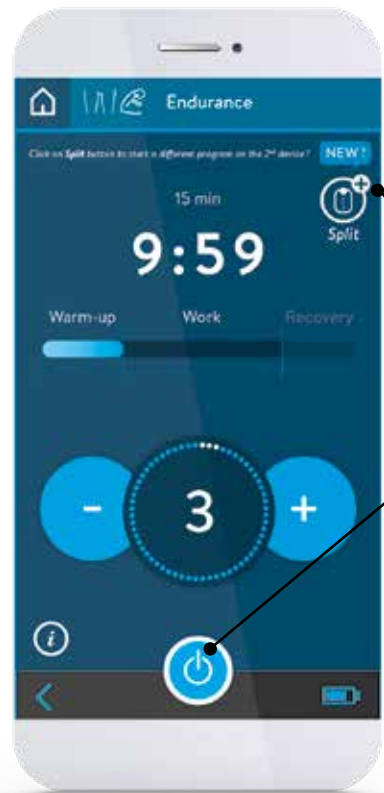 Endurance
Click on Split button to start a different program on the 2nd device! NEW!
15 min
Split
9:59
Warm-up Work Recovery
- 3 +
i